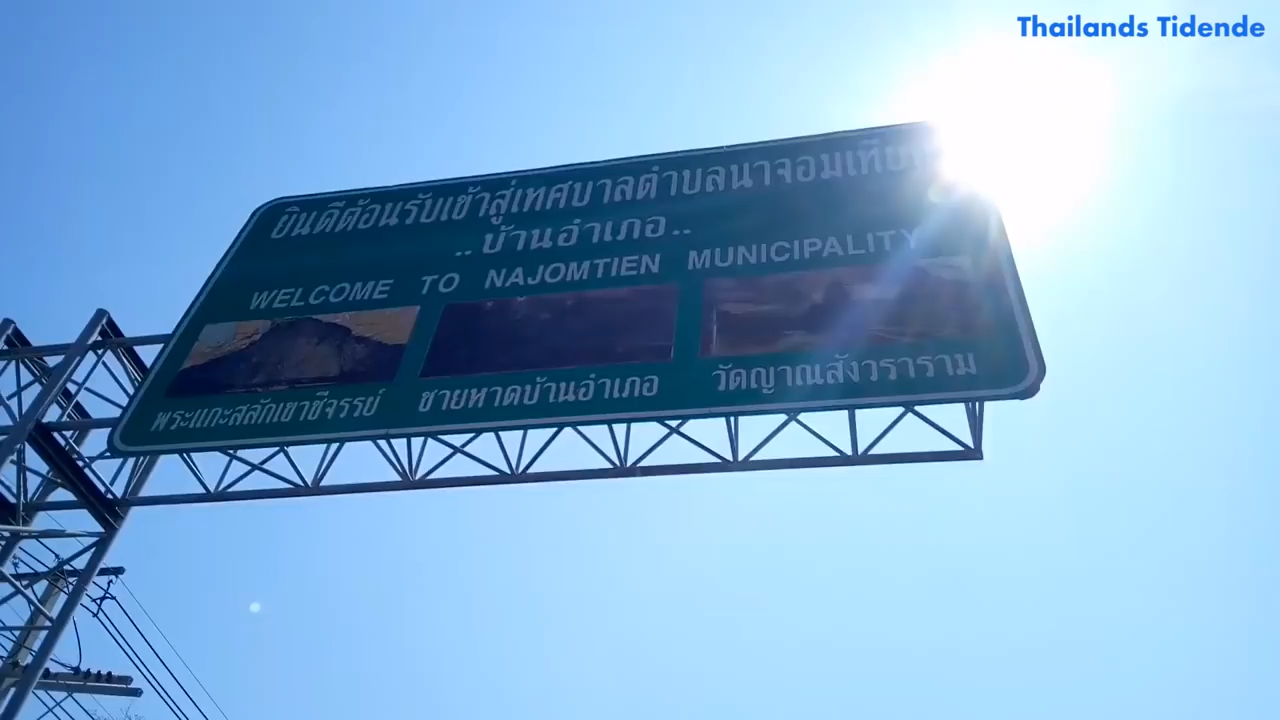 Thailands Tidende
ยินดีต้อนรับเข้าสู่เทศบาลตำบลนาจอมเทียน
..บ้านอำเภอ..
WELCOME TO NAJOMTIEN MUNICIPALITY
พระแกะสลักเขาชีจรรย์ ชายหาดบ้านอำเภอ วัดญาณสังวราราม